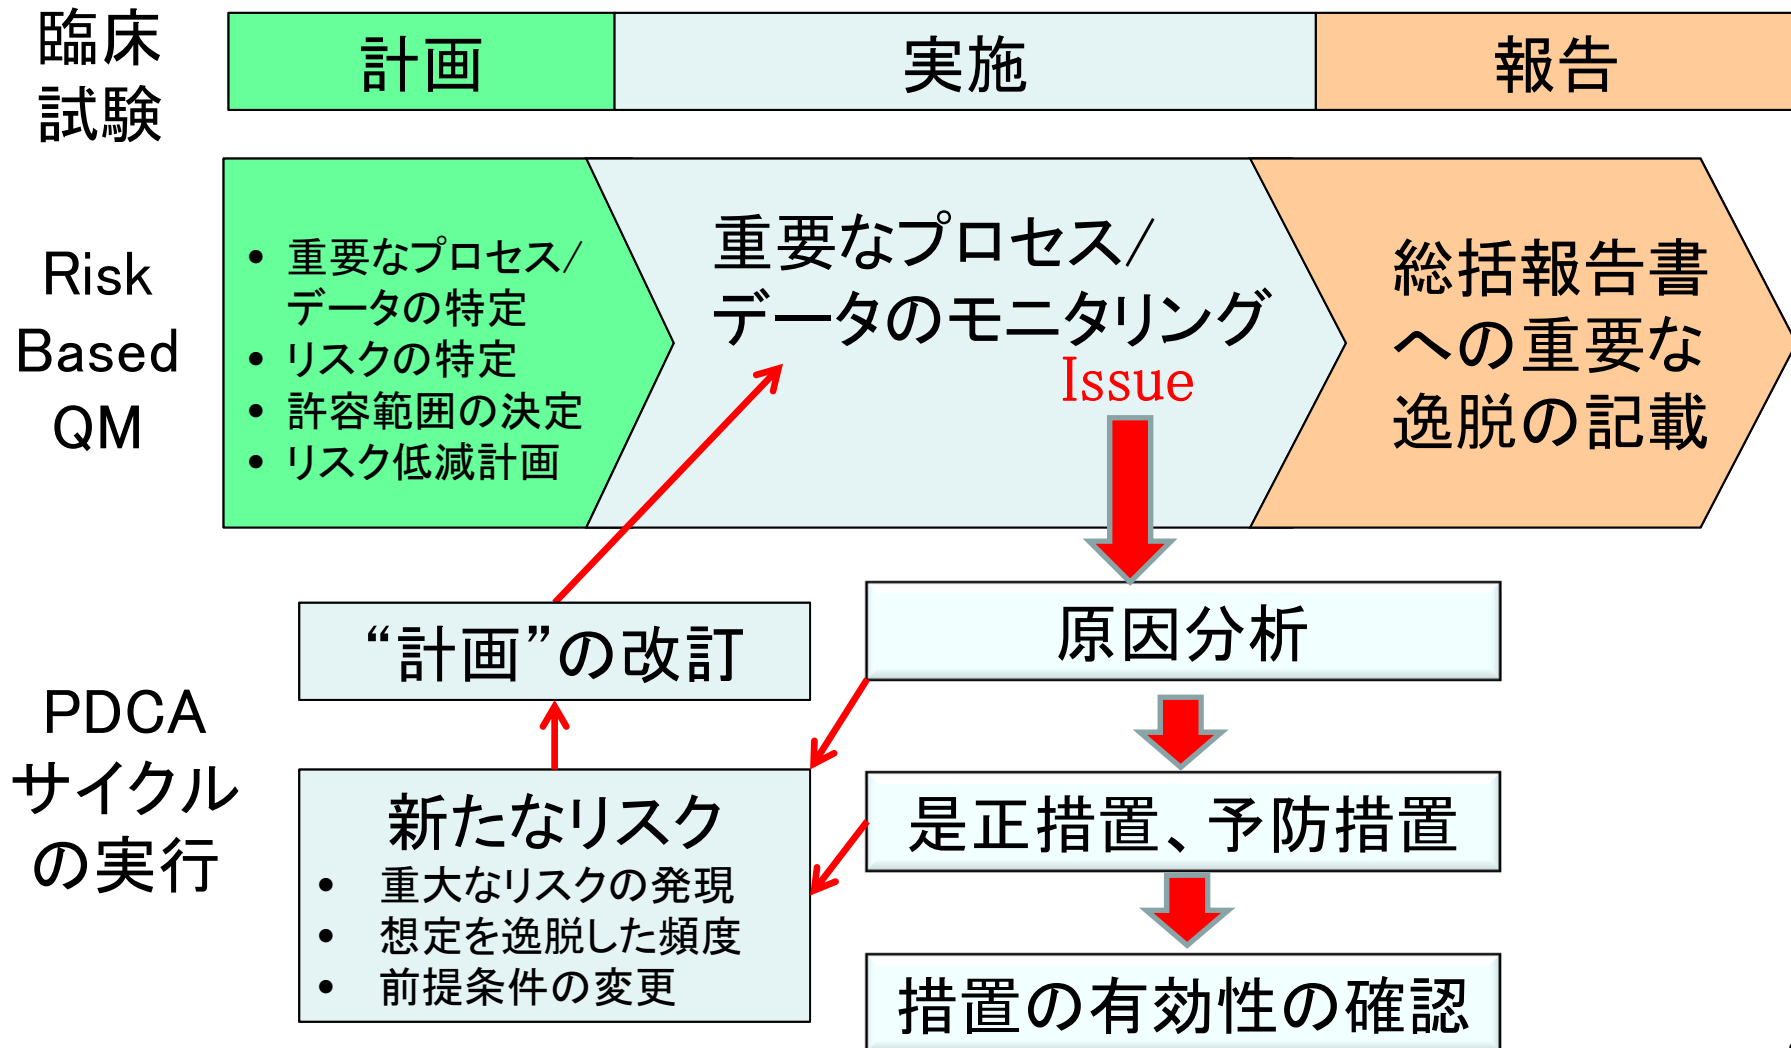 臨床
試験
計画
実施
報告
Risk
Based
QM
• 重要なプロセス/
データの特定
• リスクの特定
• 許容範囲の決定
• リスク低減計画
重要なプロセス/
データのモニタリング
Issue
総括報告書
への重要な
逸脱の記載
PDCA
サイクル
の実行
“計画”の改訂
原因分析
新たなリスク
• 重大なリスクの発現
• 想定を逸脱した頻度
• 前提条件の変更
是正措置、予防措置
措置の有効性の確認